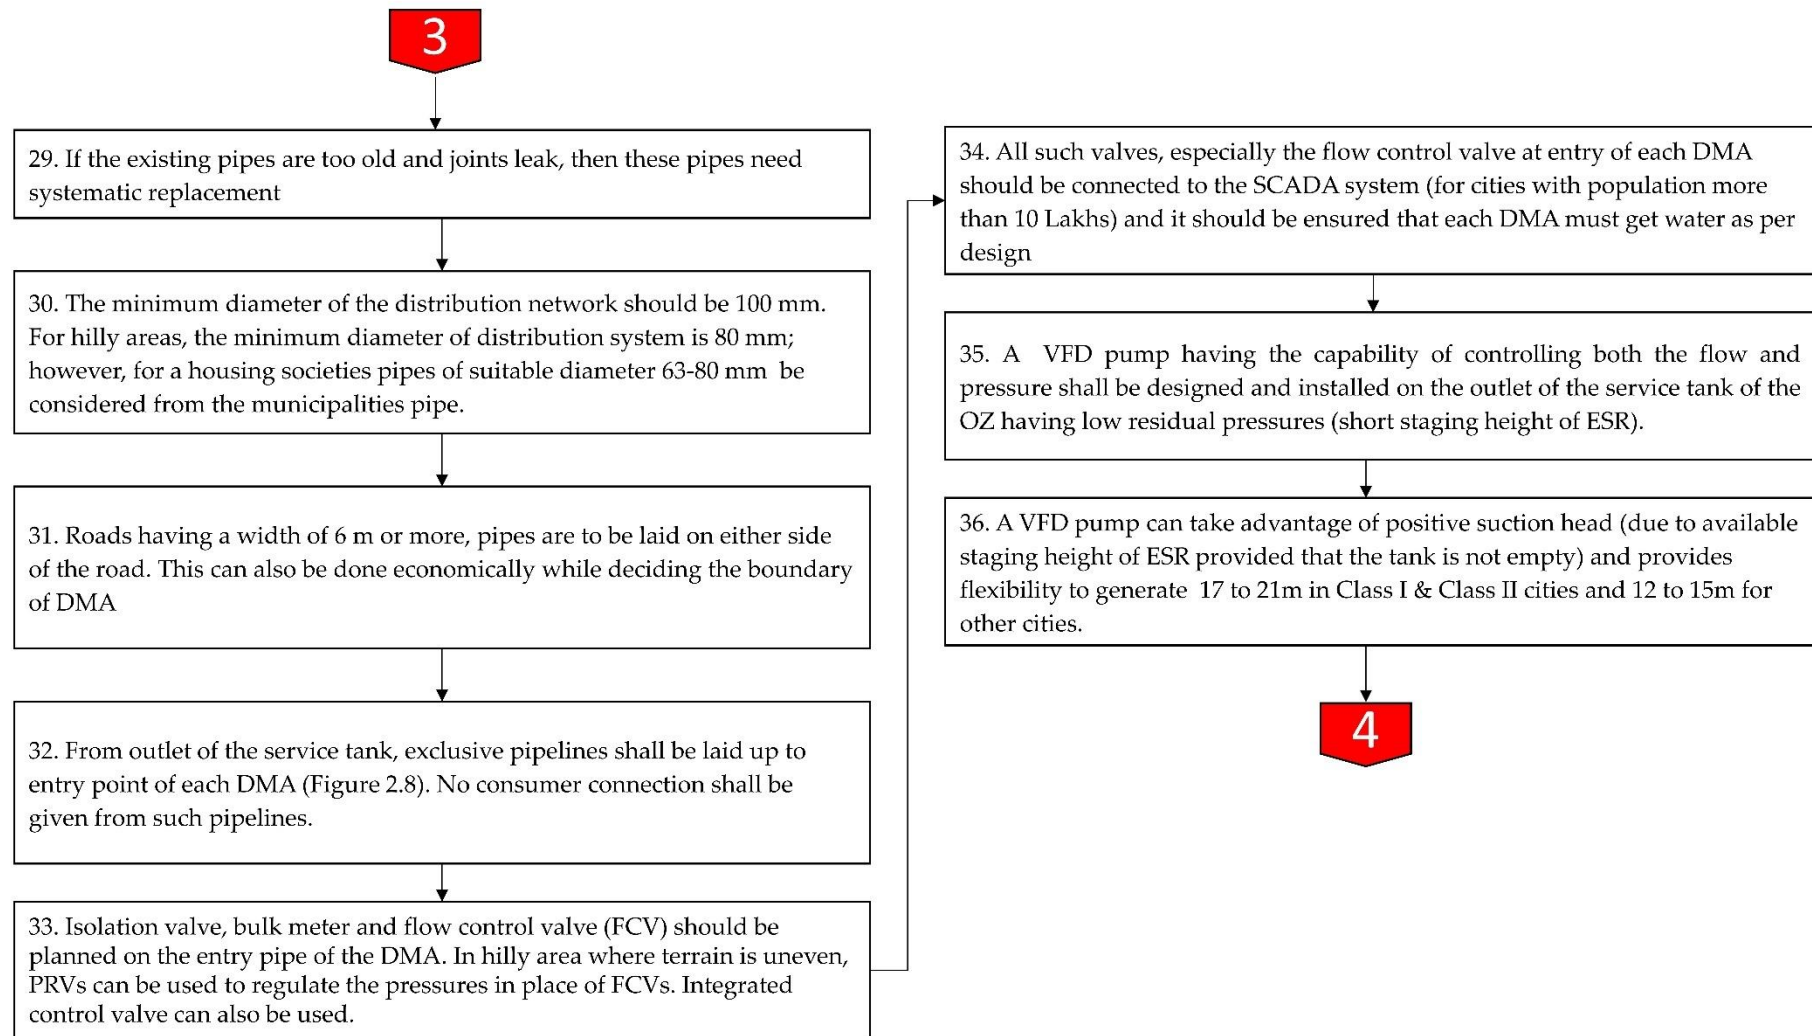 3
29. If the existing pipes are too old and joints leak, then these pipes need
systematic replacement
30. The minimum diameter of the distribution network should be 100 mm.
For hilly areas, the minimum diameter of distribution system is 80 mm;
however, for a housing societies pipes of suitable diameter 63-80 mm be
considered from the municipalities pipe.
31. Roads having a width of 6 m or more, pipes are to be laid on either side
of the road. This can also be done economically while deciding the boundary
of DMA
32. From outlet of the service tank, exclusive pipelines shall be laid up to
entry point of each DMA (Figure 2.8). No consumer connection shall be
given from such pipelines.
33. Isolation valve, bulk meter and flow control valve (FCV) should be
planned on the entry pipe of the DMA. In hilly area where terrain is uneven,
PRVs can be used to regulate the pressures in place of FCVs. Integrated
control valve can also be used.
34. All such valves, especially the flow control valve at entry of each DMA
should be connected to the SCADA system (for cities with population more
than 10 Lakhs) and it should be ensured that each DMA must get water as per
design
35. A VFD pump having the capability of controlling both the flow and
pressure shall be designed and installed on the outlet of the service tank of the
OZ having low residual pressures (short staging height of ESR).
36. A VFD pump can take advantage of positive suction head (due to available
staging height of ESR provided that the tank is not empty) and provides
flexibility to generate 17 to 21m in Class I & Class II cities and 12 to 15m for
other cities.
4